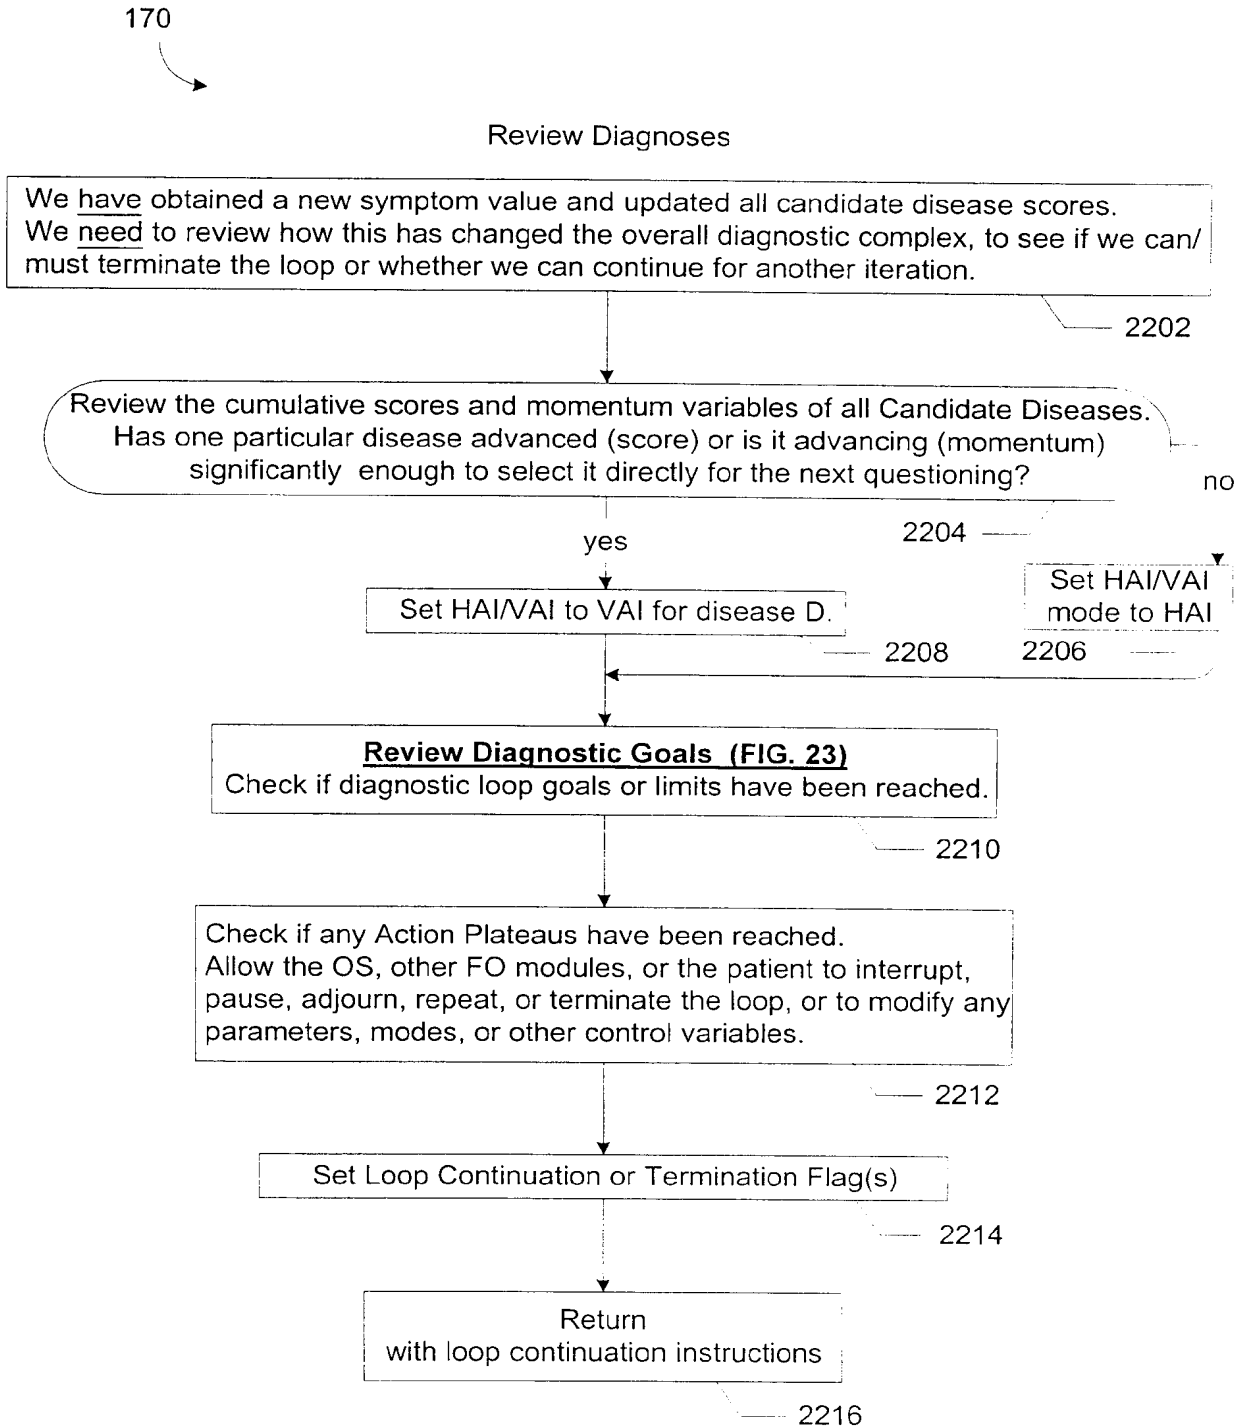 170
Review Diagnoses
We have obtained a new symptom value and updated all candidate disease scores.
We need to review how this has changed the overall diagnostic complex, to see if we can/
must terminate the loop or whether we can continue for another iteration.
2202
Review the cumulative scores and momentum variables of all Candidate Diseases.
Has one particular disease advanced (score) or is it advancing (momentum)
significantly enough to select it directly for the next questioning?
no
2204
yes
Set HAI/VAI
mode to HAI
Set HAI/VAI to VAI for disease D.
2208
2206
Review Diagnostic Goals (FIG. 23)
Check if diagnostic loop goals or limits have been reached.
2210
Check if any Action Plateaus have been reached.
Allow the OS, other FO modules, or the patient to interrupt,
pause, adjourn, repeat, or terminate the loop, or to modify any
parameters, modes, or other control variables.
2212
Set Loop Continuation or Termination Flag(s)
2214
Return
with loop continuation instructions
2216